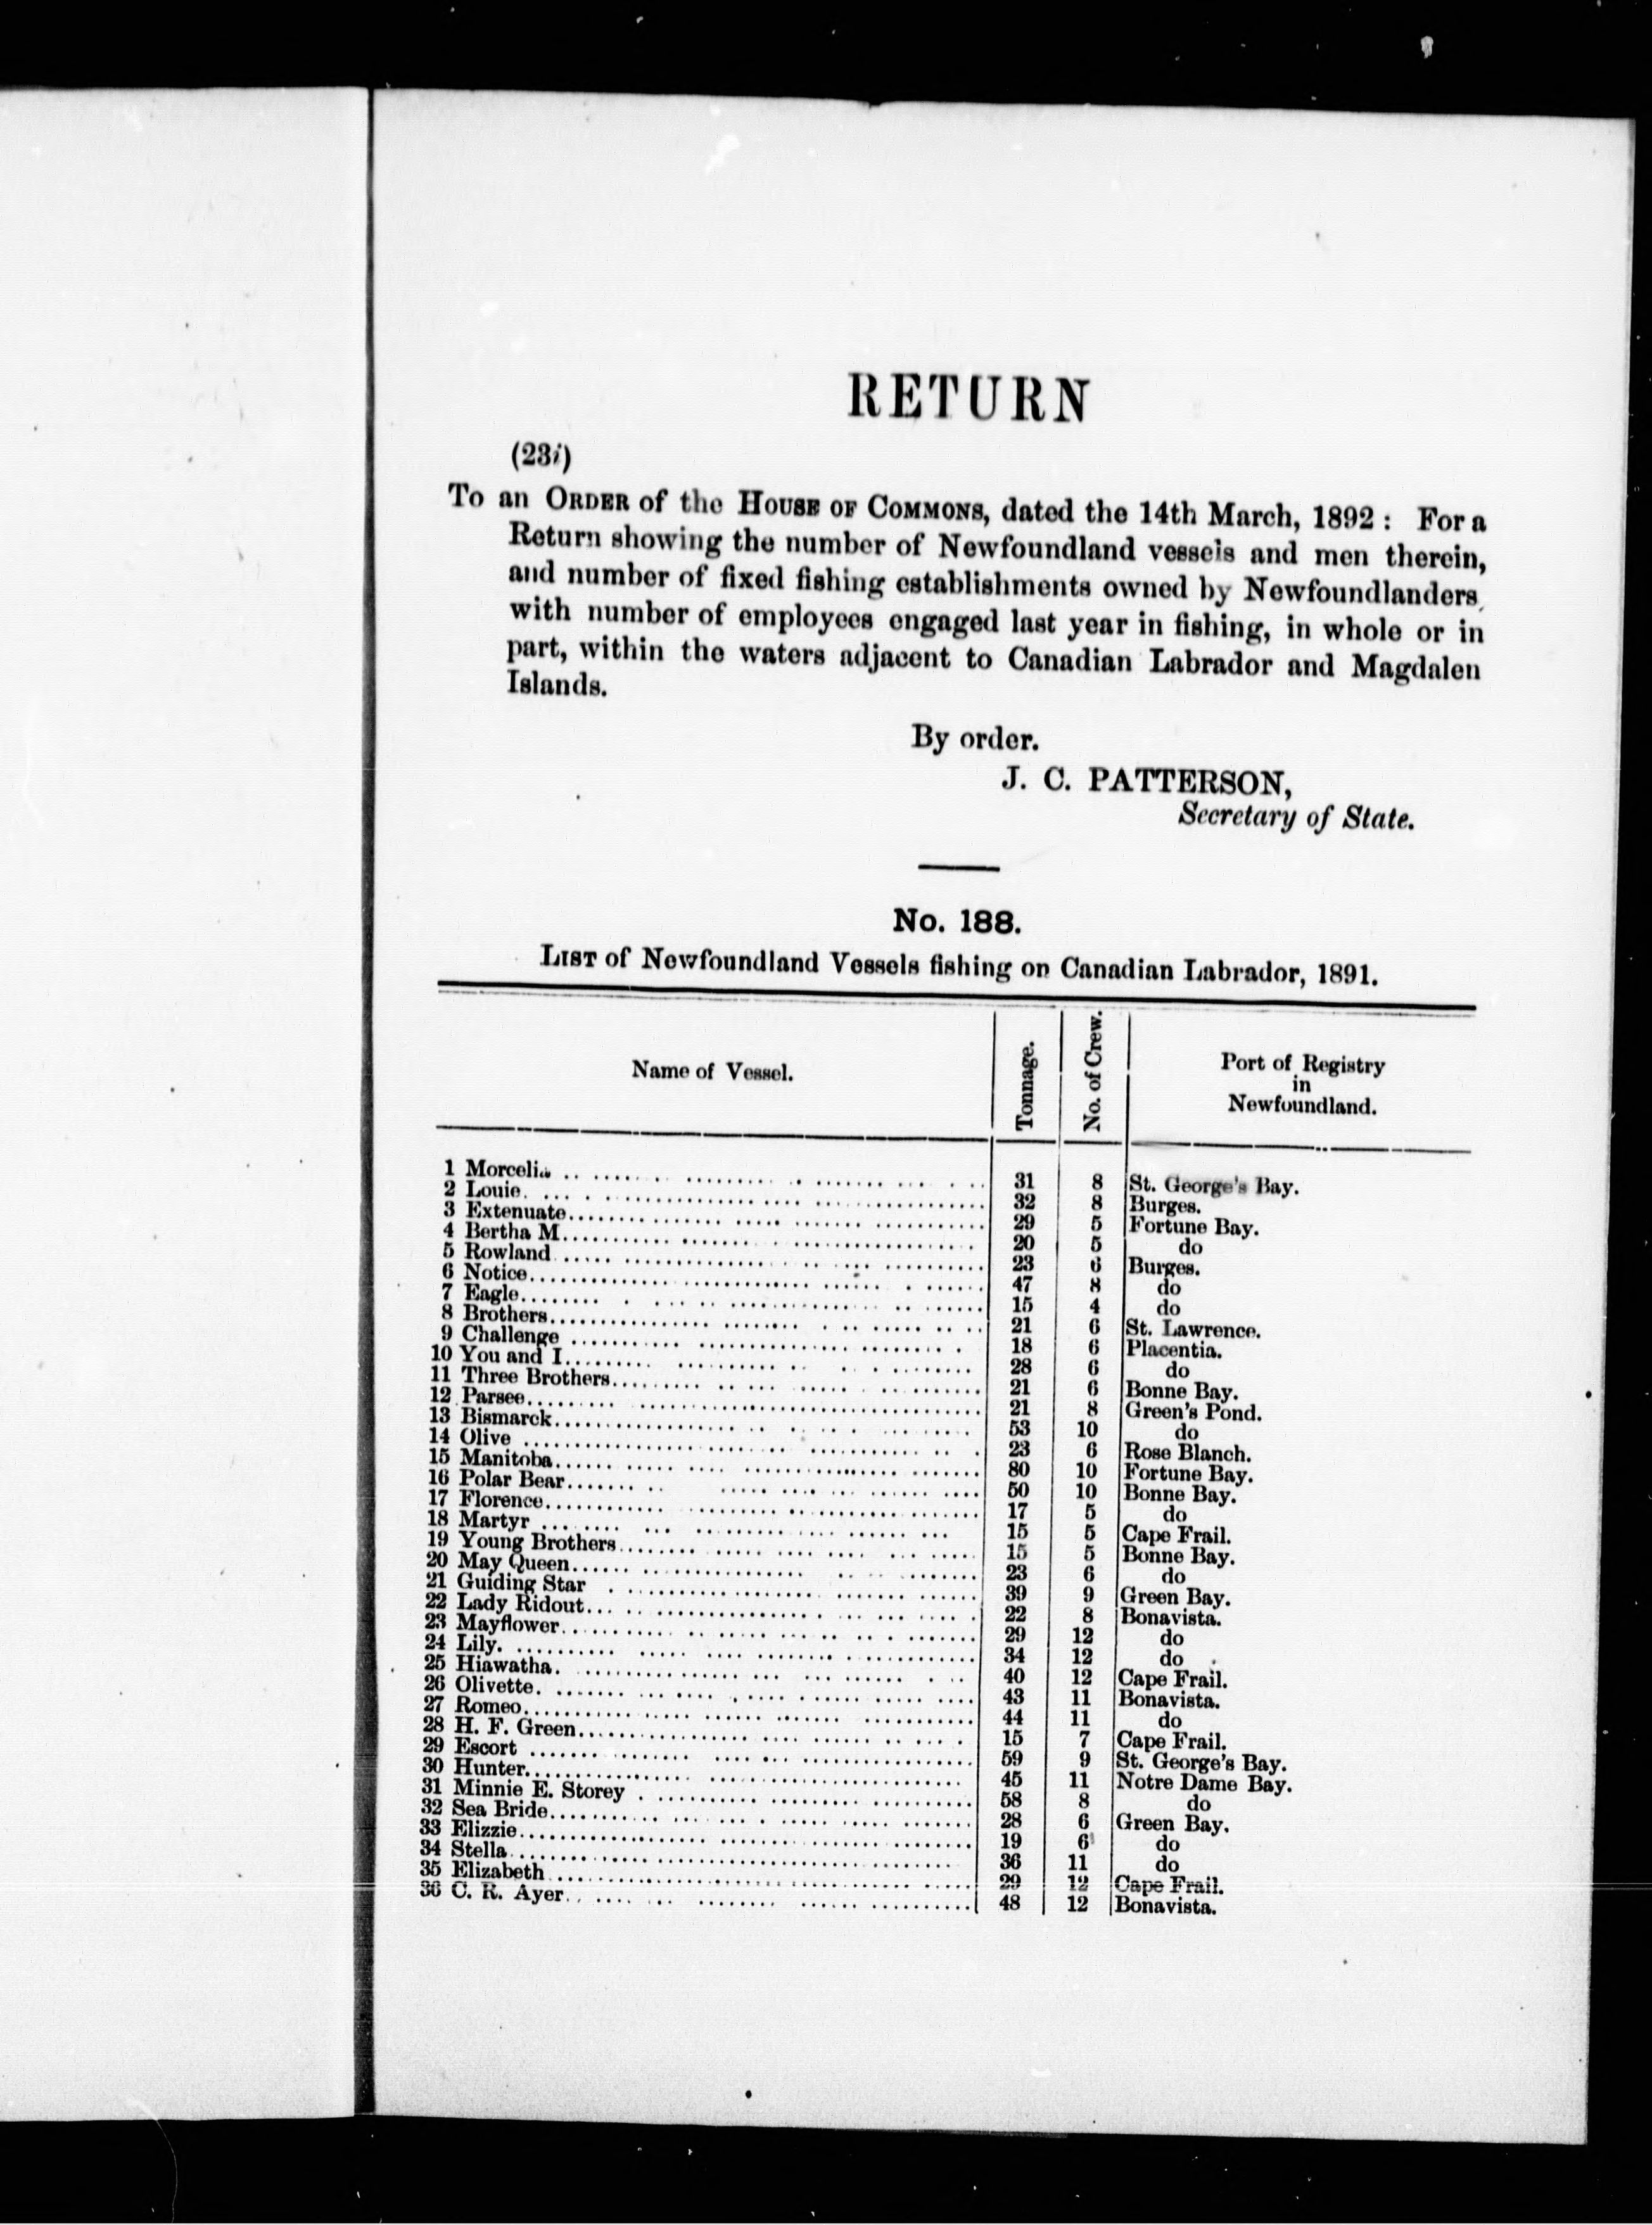 RETURN
(23i)
To an ORDER of the HOUSE OF COMMONS, dated the 14th March, 1892 : For a
Return showing the number of Newfoundland vessels and men therein,
and number of fixed fishing establishments owned by Newfoundlanders,
with number of employees engaged last year in fishing, in whole or in
part, within the waters adjacent to Canadian Labrador and Magdalen
Islands.
By order.
J. C. PATTERSON,
Secretary of State.
No. 188.
LIST of Newfoundland Vessels fishing on Canadian Labrador, 1891.
Name of Vessel. Tonnage. No. of Crew. Port of Registry
in
Newfoundland.
1 Morcelia 31 8 St. George's Bay.
2 Louie 32 8 Burges.
3 Extenuate 29 5 Fortune Bay.
4 Bertha M 20 5 do
5 Rowland 23 6 Burges.
6 Notice 47 8 do
7 Eagle 15 4 do
8 Brothers 21 6 St. Lawrence.
9 Challenge 18 6 Placentia.
10 You and I 28 6 do
11 Three Brothers 21 6 Bonne Bay.
12 Parsee 21 8 Green's Pond.
13 Bismarck 53 10 do
14 Olive 23 6 Rose Blanch.
15 Manitoba 80 10 Fortune Bay.
16 Polar Bear 50 10 Bonne Bay.
17 Florence 17 5 do
18 Martyr 15 5 Cape Frail.
19 Young Brothers 15 5 Bonne Bay.
20 May Queen 23 6 do
21 Guiding Star 39 9 Green Bay.
22 Lady Ridout 22 8 Bonavista.
23 Mayflower 29 12 do
24 Lily. 34 12 do
25 Hiawatha. 40 12 Cape Frail.
26 Olivette. 43 11 Bonavista.
27 Romeo 44 11 do
28 H. F. Green 15 7 Cape Frail.
29 Escort 59 9 St. George's Bay.
30 Hunter 45 11 Notre Dame Bay.
31 Minnie E. Storey 58 8 do
32 Sea Bride 28 6 Green Bay.
33 Elizzie 19 6 do
34 Stella 36 11 do
35 Elizabeth 29 12 Cape Frail.
36 C. R. Ayer 48 12 Bonavista.